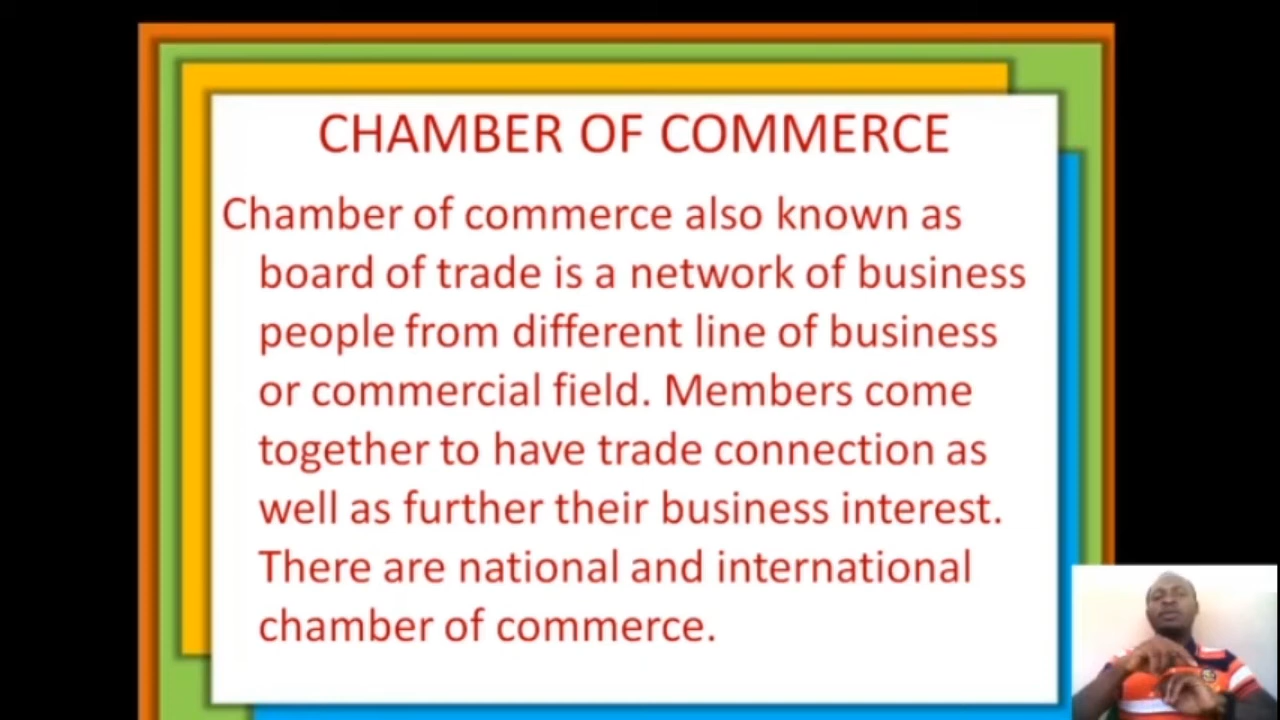 CHAMBER OF COMMERCE
Chamber of commerce also known as
board of trade is a network of business
people from different line of business
or commercial field. Members come
together to have trade connection as
well as further their business interest.
There are national and international
chamber of commerce.